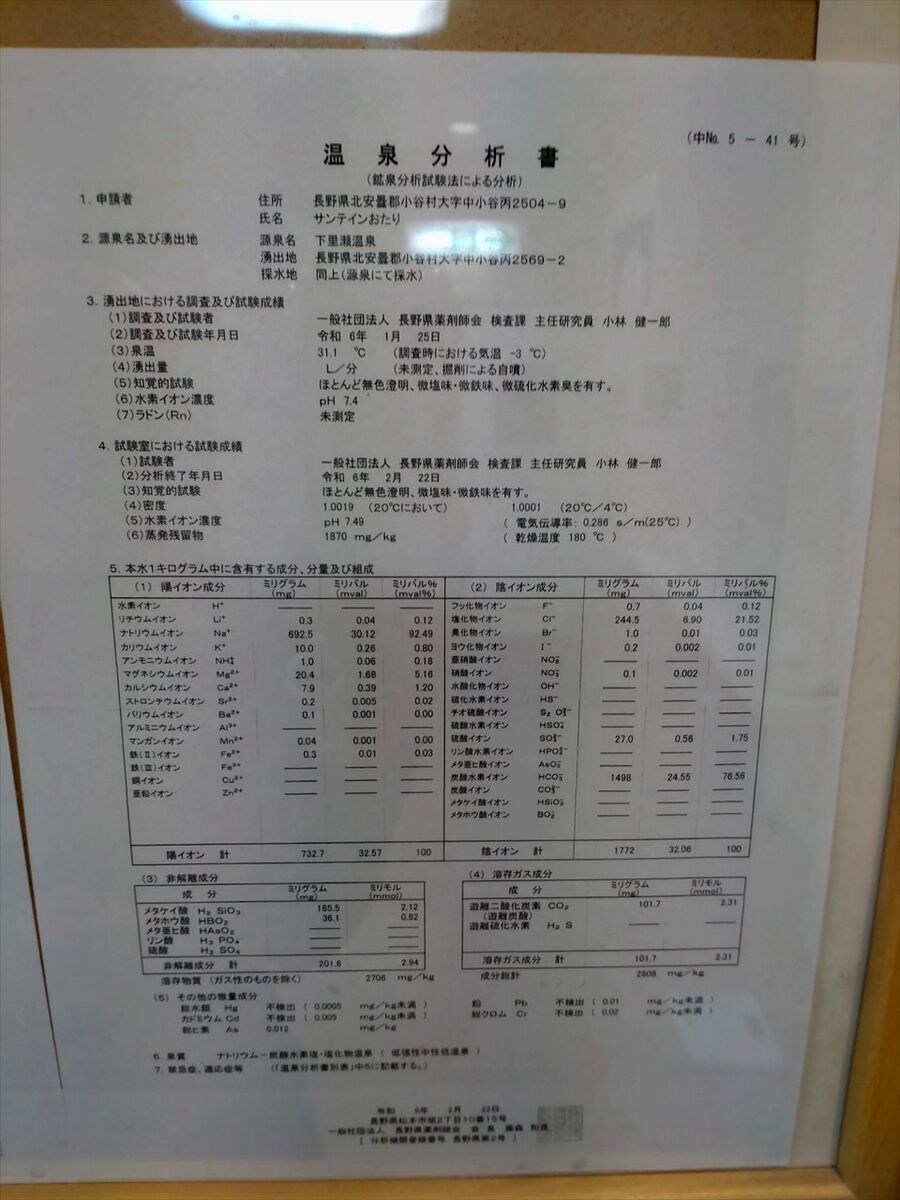 (中No. 5 － 41 号)
温泉分析書
(鉱泉分析試験法による分析)
1. 申請者 住所 長野県北安曇郡小谷村大字中小谷丙2504－9
氏名 サンテインおたり
2. 源泉名及び湧出地 源泉名 下里瀬温泉
湧出地 長野県北安曇郡小谷村大字中小谷丙2569－2
採水地 同上(源泉にて採水)
3. 湧出地における調査及び試験成績
(1)調査及び試験者 一般社団法人 長野県薬剤師会 検査課 主任研究員 小林 健一郎
(2)調査及び試験年月日 令和 6年 1月 25日
(3)泉温 31.1 ℃ (調査時における気温 -3 ℃)
(4)湧出量 L／分 (未測定、掘削による自噴)
(5)知覚的試験 ほとんど無色澄明、微塩味・微鉄味、微硫化水素臭を有す。
(6)水素イオン濃度 pH 7.4
(7)ラドン(Rn) 未測定
4. 試験室における試験成績
(1)試験者 一般社団法人 長野県薬剤師会 検査課 主任研究員 小林 健一郎
(2)分析終了年月日 令和 6年 2月 22日
(3)知覚的試験 ほとんど無色澄明、微塩味・微鉄味を有す。
(4)密度 1.0019 (20℃において) 1.0001 (20℃/4℃)
(5)水素イオン濃度 pH 7.49 ( 電気伝導率: 0.286 s/m(25℃) )
(6)蒸発残留物 1870 mg/kg ( 乾燥温度 180 ℃ )
5. 本水1キログラム中に含有する成分、分量及び組成
(1) 陽イオン成分 ミリグラム(mg) ミリバル(mval) ミリバル%(mval%)
水素イオン H⁺ —— —— ——
リチウムイオン Li⁺ 0.3 0.04 0.12
ナトリウムイオン Na⁺ 692.5 30.12 92.49
カリウムイオン K⁺ 10.0 0.26 0.80
アンモニウムイオン NH₄⁺ 1.0 0.06 0.18
マグネシウムイオン Mg²⁺ 20.4 1.68 5.16
カルシウムイオン Ca²⁺ 7.9 0.39 1.20
ストロンチウムイオン Sr²⁺ 0.2 0.005 0.02
バリウムイオン Ba²⁺ 0.1 0.001 0.00
アルミニウムイオン Al³⁺ —— —— ——
マンガンイオン Mn²⁺ 0.04 0.001 0.00
鉄(Ⅱ)イオン Fe²⁺ 0.3 0.01 0.03
鉄(Ⅲ)イオン Fe³⁺ —— —— ——
銅イオン Cu²⁺ —— —— ——
亜鉛イオン Zn²⁺ —— —— ——
陽イオン 計 732.7 32.57 100
(2) 陰イオン成分 ミリグラム(mg) ミリバル(mval) ミリバル%(mval%)
フッ化物イオン F⁻ 0.7 0.04 0.12
塩化物イオン Cl⁻ 244.5 6.90 21.52
臭化物イオン Br⁻ 1.0 0.01 0.03
ヨウ化物イオン I⁻ 0.2 0.002 0.01
亜硝酸イオン NO₂⁻ —— —— ——
硝酸イオン NO₃⁻ 0.1 0.002 0.01
水酸化物イオン OH⁻ —— —— ——
硫化水素イオン HS⁻ —— —— ——
チオ硫酸イオン S₂O₃²⁻ —— —— ——
硫酸水素イオン HSO₄⁻ —— —— ——
硫酸イオン SO₄²⁻ 27.0 0.56 1.75
リン酸水素イオン HPO₄²⁻ —— —— ——
メタ亜ヒ酸イオン AsO₂⁻ —— —— ——
炭酸水素イオン HCO₃⁻ 1498 24.55 76.56
炭酸イオン CO₃²⁻ —— —— ——
メタケイ酸イオン HSiO₃⁻ —— —— ——
メタホウ酸イオン BO₂⁻ —— —— ——
陰イオン 計 1772 32.06 100
(3) 非解離成分
成 分 ミリグラム(mg) ミリモル(mmol)
メタケイ酸 H₂SiO₃ 165.5 2.12
メタホウ酸 HBO₂ 36.1 0.82
メタ亜ヒ酸 HAsO₂ —— ——
リン酸 H₃PO₄ —— ——
硫酸 H₂SO₄ —— ——
非解離成分 計 201.6 2.94
溶存物質 (ガス性のものを除く) 2706 mg/kg
(4) 溶存ガス成分
成 分 ミリグラム(mg) ミリモル(mmol)
遊離二酸化炭素 CO₂ 101.7 2.31
(遊離炭酸)
遊離硫化水素 H₂S —— ——
溶存ガス成分 計 101.7 2.31
成分総計 2808 mg/kg
(5) その他の微量成分
総水銀 Hg 不検出 ( 0.0005 mg/kg未満 ) 鉛 Pb 不検出 ( 0.01 mg/kg未満 )
カドミウム Cd 不検出 ( 0.005 mg/kg未満 ) 総クロム Cr 不検出 ( 0.02 mg/kg未満 )
総ヒ素 As 0.012 mg/kg
6. 泉質 ナトリウム－炭酸水素塩・塩化物温泉 ( 低張性中性低温泉 )
7. 禁忌症、適応症等 (「温泉分析書別表」中5に記載する。)
令和 6年 2月 22日
長野県松本市旭2丁目10番15号
一般社団法人 長野県薬剤師会 会 長 藤森 和良
[ 分析機関登録番号 長野県第2号 ]